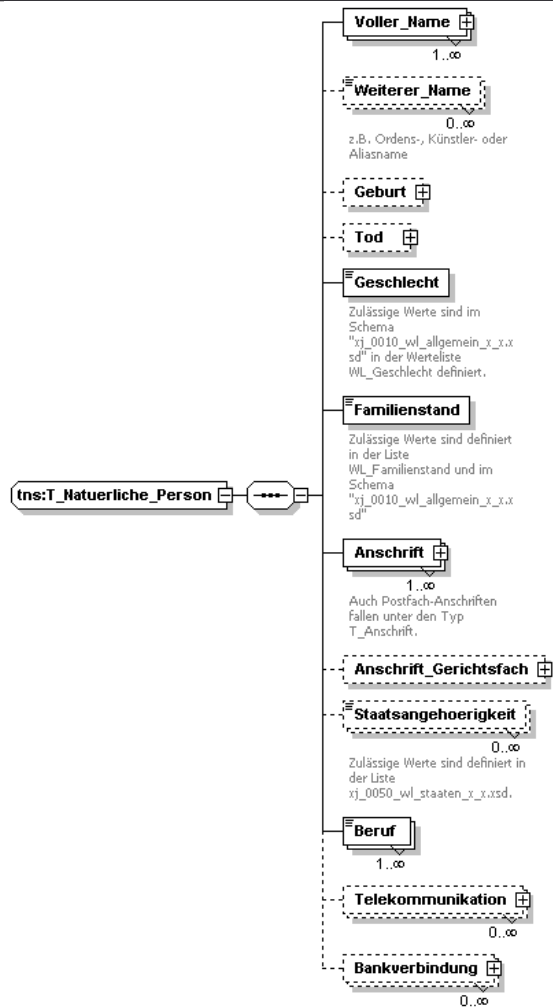 Voller_Name
1..∞
Weiterer_Name
0..∞
z.B. Ordens-, Künstler- oder
Aliasname
Geburt
Tod
Geschlecht
Zulässige Werte sind im
Schema
"xj_0010_wl_allgemein_x_x.x
sd" in der Werteliste
WL_Geschlecht definiert.
Familienstand
Zulässige Werte sind definiert
in der Liste
WL_Familienstand und im
Schema
"xj_0010_wl_allgemein_x_x.x
sd"
tns:T_Natuerliche_Person
Anschrift
1..∞
Auch Postfach-Anschriften
fallen unter den Typ
T_Anschrift.
Anschrift_Gerichtsfach
Staatsangehoerigkeit
0..∞
Zulässige Werte sind definiert in
der Liste
xj_0050_wl_staaten_x_x.xsd.
Beruf
1..∞
Telekommunikation
0..∞
Bankverbindung
0..∞